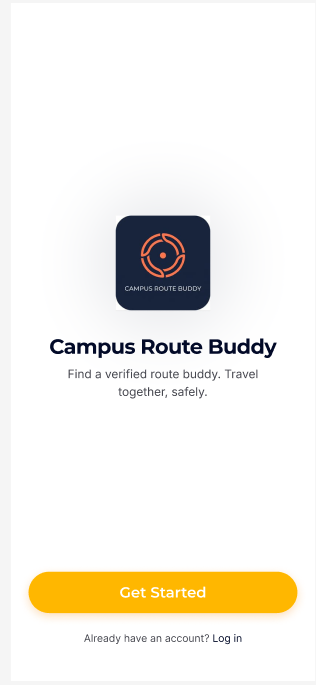 CAMPUS ROUTE BUDDY
Campus Route Buddy
Find a verified route buddy. Travel
together, safely.
Get Started
Already have an account? Log in